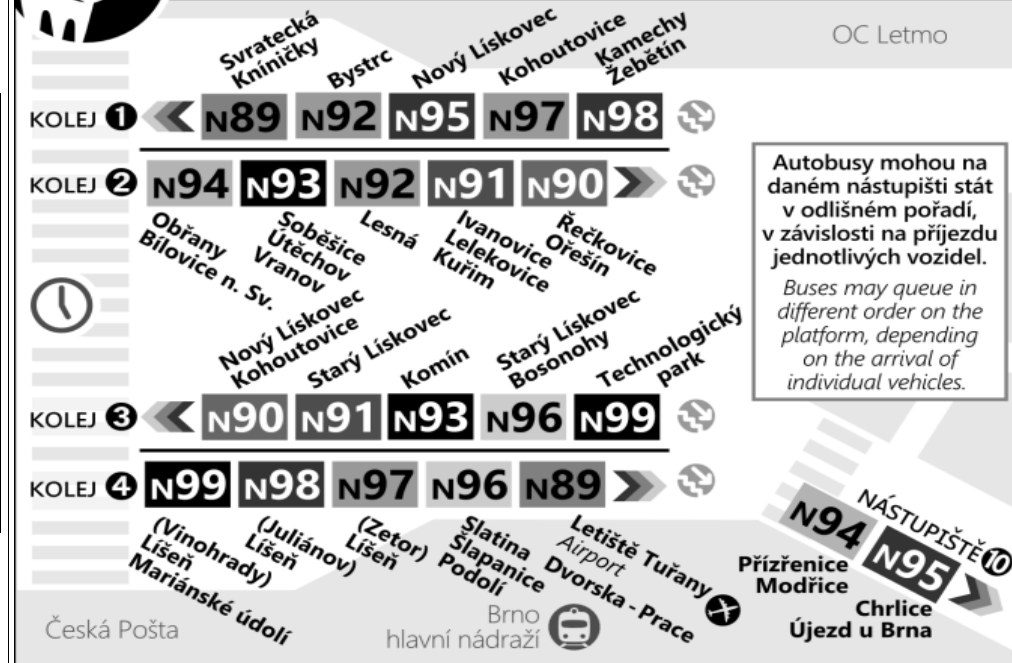 OC Letmo
Svratecká
Kníničky
Bystrc
Nový Lískovec
Kohoutovice
Kamechy
Žebětín
KOLEJ 1 N89 N92 N95 N97 N98
KOLEJ 2 N94 N93 N92 N91 N90
Obřany
Bílovice n. Sv.
Soběšice
Útěchov
Vranov
Lesná
Ivanovice
Lelekovice
Kuřim
Řečkovice
Ořešín
Autobusy mohou na
daném nástupišti stát
v odlišném pořadí,
v závislosti na příjezdu
jednotlivých vozidel.
Buses may queue in
different order on the
platform, depending
on the arrival of
individual vehicles.
Nový Lískovec
Kohoutovice
Starý Lískovec
Komín
Starý Lískovec
Bosonohy
Technologický
park
KOLEJ 3 N90 N91 N93 N96 N99
KOLEJ 4 N99 N98 N97 N96 N89
(Vinohrady)
Líšeň
Mariánské údolí
(Juliánov)
Líšeň
(Zetor)
Líšeň
Slatina
Šlapanice
Podolí
Letiště Tuřany
Airport
Dvorska - Prace
NÁSTUPIŠTĚ 10
N94 N95
Přízřenice
Modřice
Chrlice
Újezd u Brna
Česká Pošta
Brno
hlavní nádraží